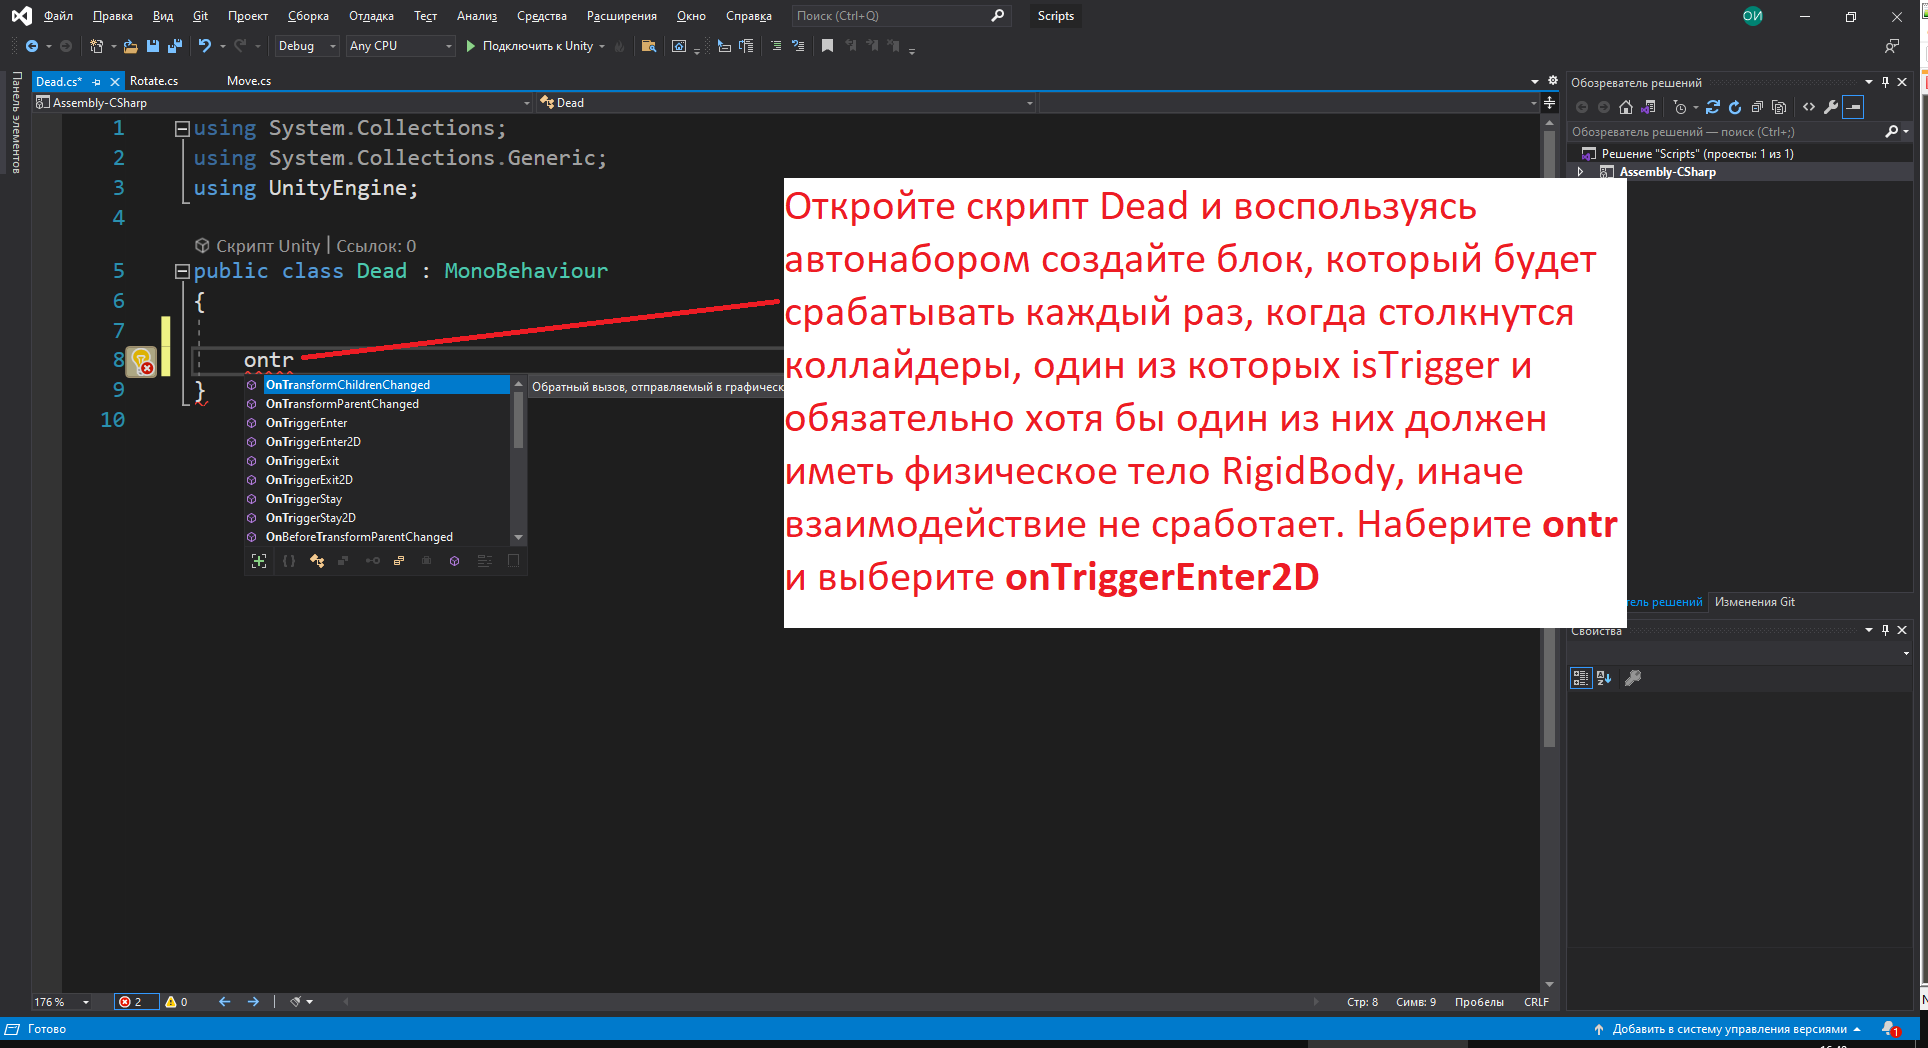 Файл Правка Вид Git Проект Сборка Отладка Тест Анализ Средства Расширения Окно Справка Поиск (Ctrl+Q) Scripts ОИ
Debug Any CPU Подключить к Unity
Панель элементов
Dead.cs* Rotate.cs Move.cs
Assembly-CSharp Dead
1 using System.Collections;
2 using System.Collections.Generic;
3 using UnityEngine;
4
Скрипт Unity | Ссылок: 0
5 public class Dead : MonoBehaviour
6 {
7
8 ontr
9 }
10
OnTransformChildrenChanged
OnTransformParentChanged
OnTriggerEnter
OnTriggerEnter2D
OnTriggerExit
OnTriggerExit2D
OnTriggerStay
OnTriggerStay2D
OnBeforeTransformParentChanged
Обратный вызов, отправляемый в графическ
Откройте скрипт Dead и воспользуясь
автонабором создайте блок, который будет
срабатывать каждый раз, когда столкнутся
коллайдеры, один из которых isTrigger и
обязательно хотя бы один из них должен
иметь физическое тело RigidBody, иначе
взаимодействие не сработает. Наберите ontr
и выберите onTriggerEnter2D
Обозреватель решений
Обозреватель решений — поиск (Ctrl+;)
Решение "Scripts" (проекты: 1 из 1)
Assembly-CSharp
тель решений Изменения Git
Свойства
176 % 2 0 Стр: 8 Симв: 9 Пробелы CRLF
Готово Добавить в систему управления версиями 1